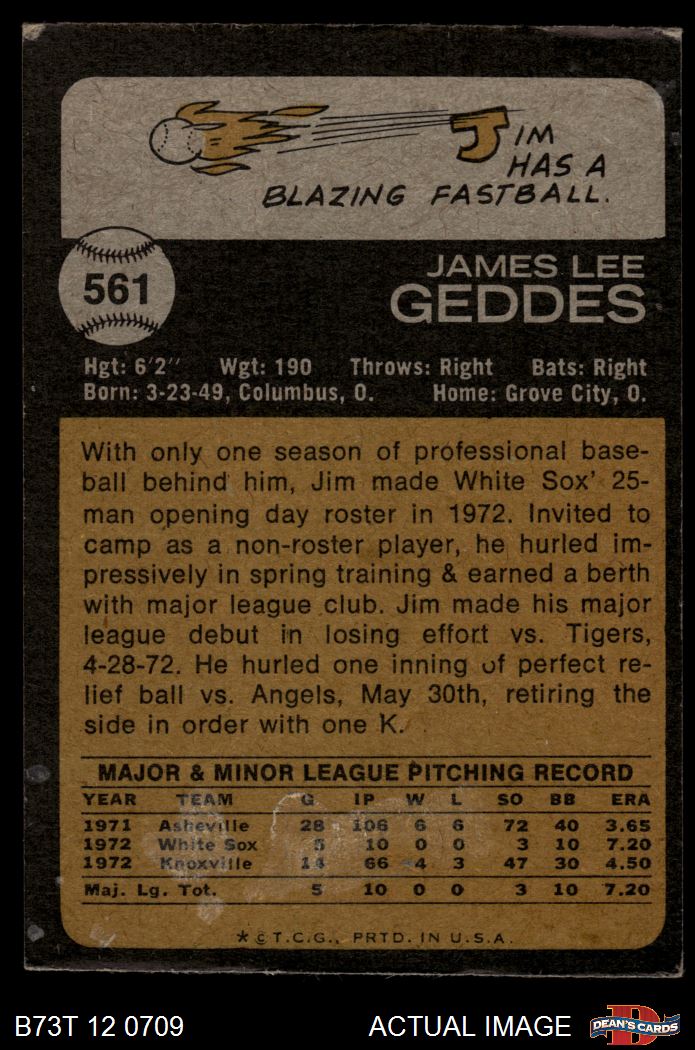 JIM
HAS A
BLAZING FASTBALL.
561
JAMES LEE
GEDDES
Hgt: 6'2" Wgt: 190 Throws: Right Bats: Right
Born: 3-23-49, Columbus, O. Home: Grove City, O.
With only one season of professional base-
ball behind him, Jim made White Sox' 25-
man opening day roster in 1972. Invited to
camp as a non-roster player, he hurled im-
pressively in spring training & earned a berth
with major league club. Jim made his major
league debut in losing effort vs. Tigers,
4-28-72. He hurled one inning of perfect re-
lief ball vs. Angels, May 30th, retiring the
side in order with one K.
MAJOR & MINOR LEAGUE PITCHING RECORD
YEAR TEAM G IP W L SO BB ERA
1971 Asheville 28 106 6 6 72 40 3.65
1972 White Sox 5 10 0 0 3 10 7.20
1972 Knoxville 14 66 4 3 47 30 4.50
Maj. Lg. Tot. 5 10 0 0 3 10 7.20
*©T.C.G., PRTD. IN U.S.A.
B73T 12 0709 ACTUAL IMAGE DEAN'S CARDS